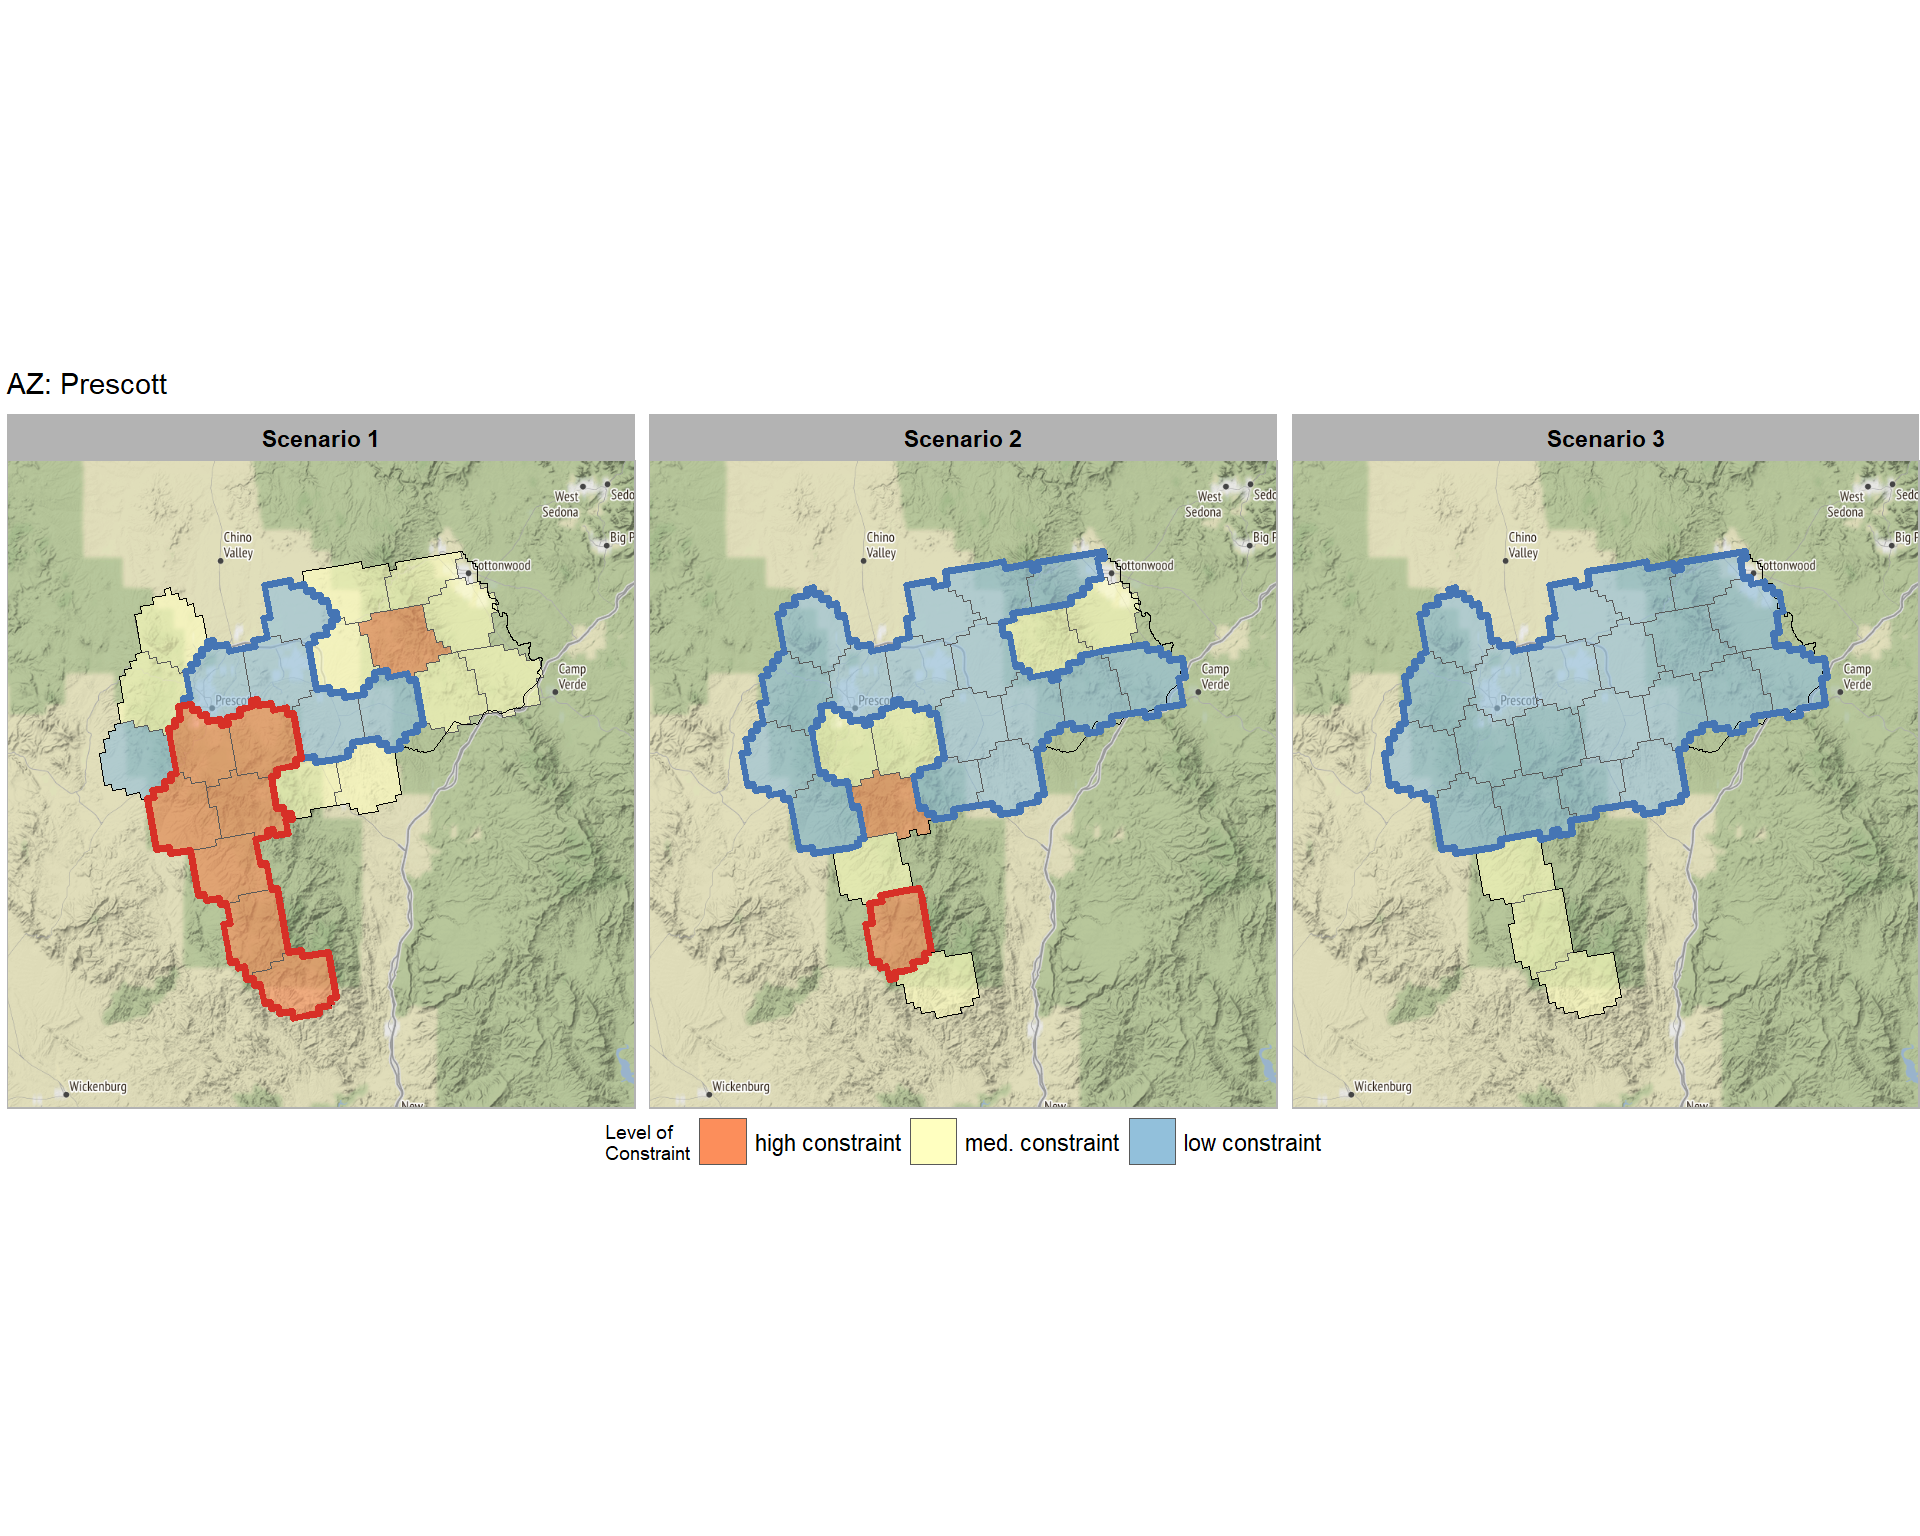 AZ: Prescott
Scenario 1
Scenario 2
Scenario 3
West
Sedona
Sedo
Big P
Chino
Valley
Cottonwood
Camp
Verde
Presco
Wickenburg
New
West
Sedona
Sedo
Big F
Chino
Valley
Cottonwood
Camp
Verde
Presco
Wickenburg
New
West
Sedona
Sedo
Big F
Chino
Valley
Cottonwood
Camp
Verde
Prescott
Wickenburg
New
Level of
Constraint
high constraint
med. constraint
low constraint